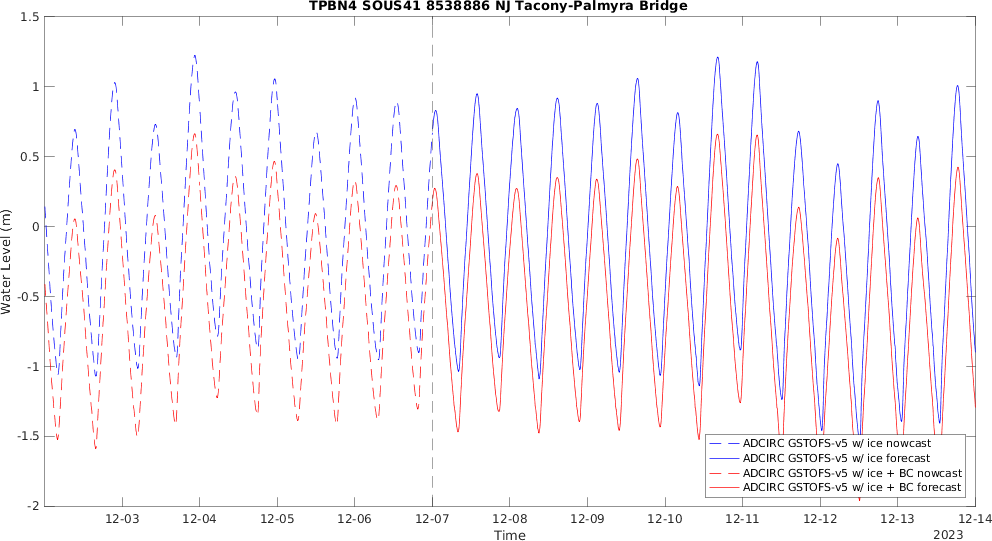 TPBN4 SOUS41 8538886 NJ Tacony-Palmyra Bridge
1.5
1
0.5
0
-0.5
-1
-1.5
-2
Water Level (m)
12-03 12-04 12-05 12-06 12-07 12-08 12-09 12-10 12-11 12-12 12-13 12-14
Time
2023
ADCIRC GSTOFS-v5 w/ ice nowcast
ADCIRC GSTOFS-v5 w/ ice forecast
ADCIRC GSTOFS-v5 w/ ice + BC nowcast
ADCIRC GSTOFS-v5 w/ ice + BC forecast